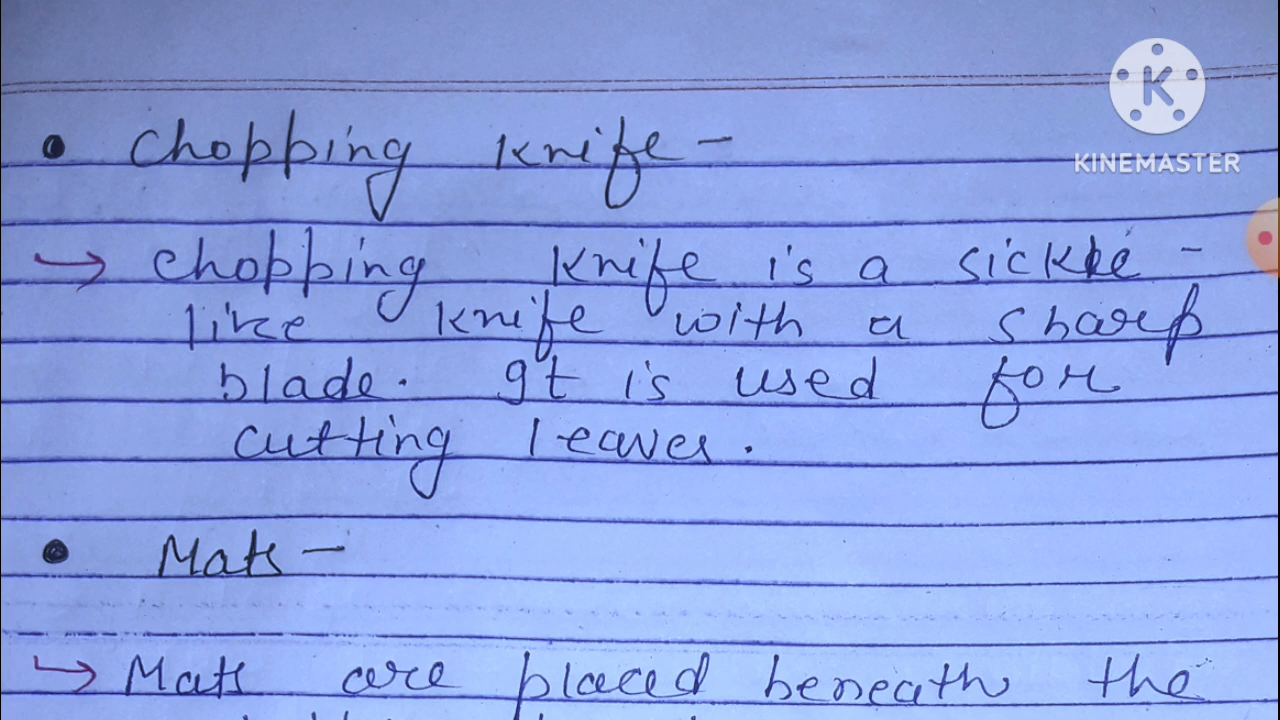 • Chopping knife -
K
KINEMASTER
→ Chopping knife is a sickle -
like knife with a sharp
blade. It is used for
cutting leaves.
• Mats -
→ Mats are placed beneath the